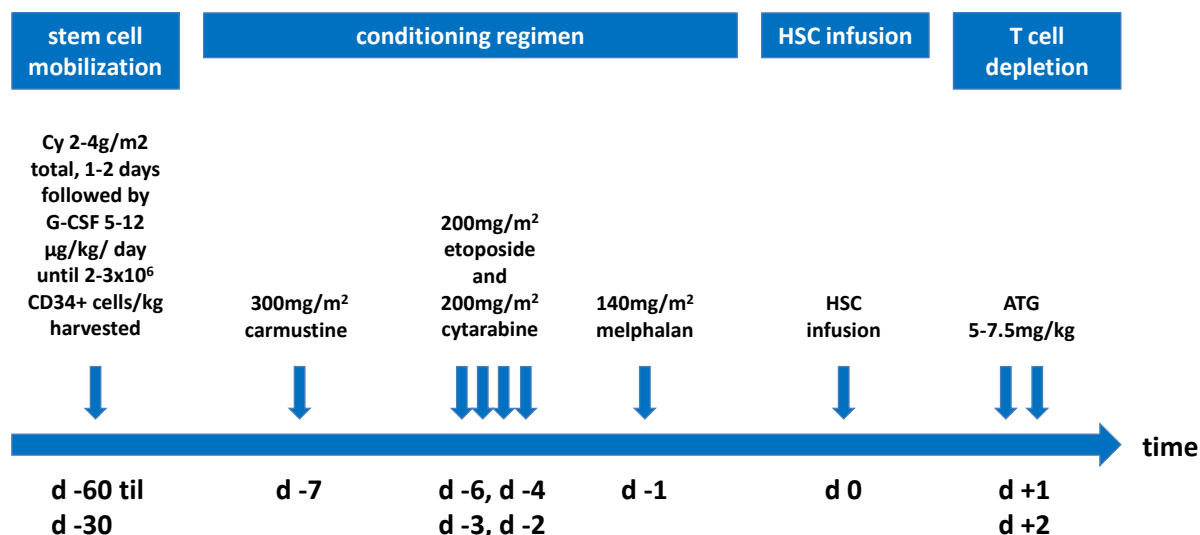 stem cell
mobilization
conditioning regimen
HSC infusion
T cell
depletion
Cy 2-4g/m2
total, 1-2 days
followed by
G-CSF 5-12
µg/kg/ day
until 2-3x10⁶
CD34+ cells/kg
harvested
300mg/m²
carmustine
200mg/m²
etoposide
and
200mg/m²
cytarabine
140mg/m²
melphalan
HSC
infusion
ATG
5-7.5mg/kg
time
d -60 til
d -30
d -7
d -6, d -4
d -3, d -2
d -1
d 0
d +1
d +2